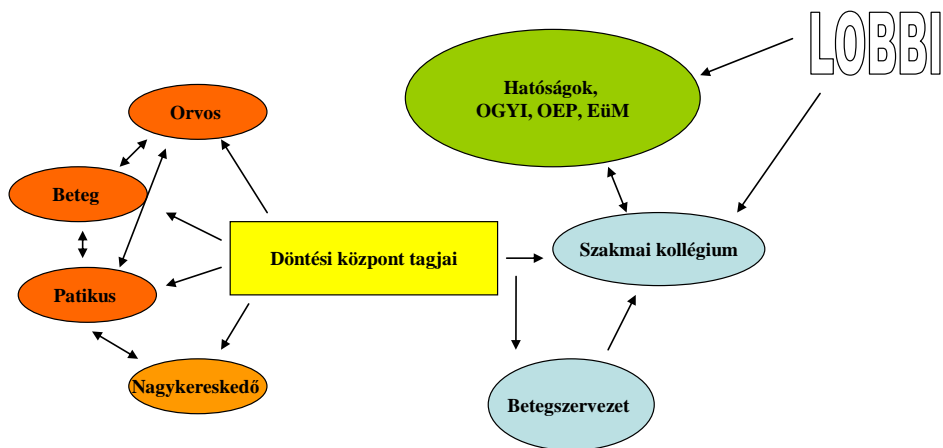 LOBBI
Hatóságok,
OGYI, OEP, EüM
Orvos
Beteg
Döntési központ tagjai
Szakmai kollégium
Patikus
Nagykereskedő
Betegszervezet